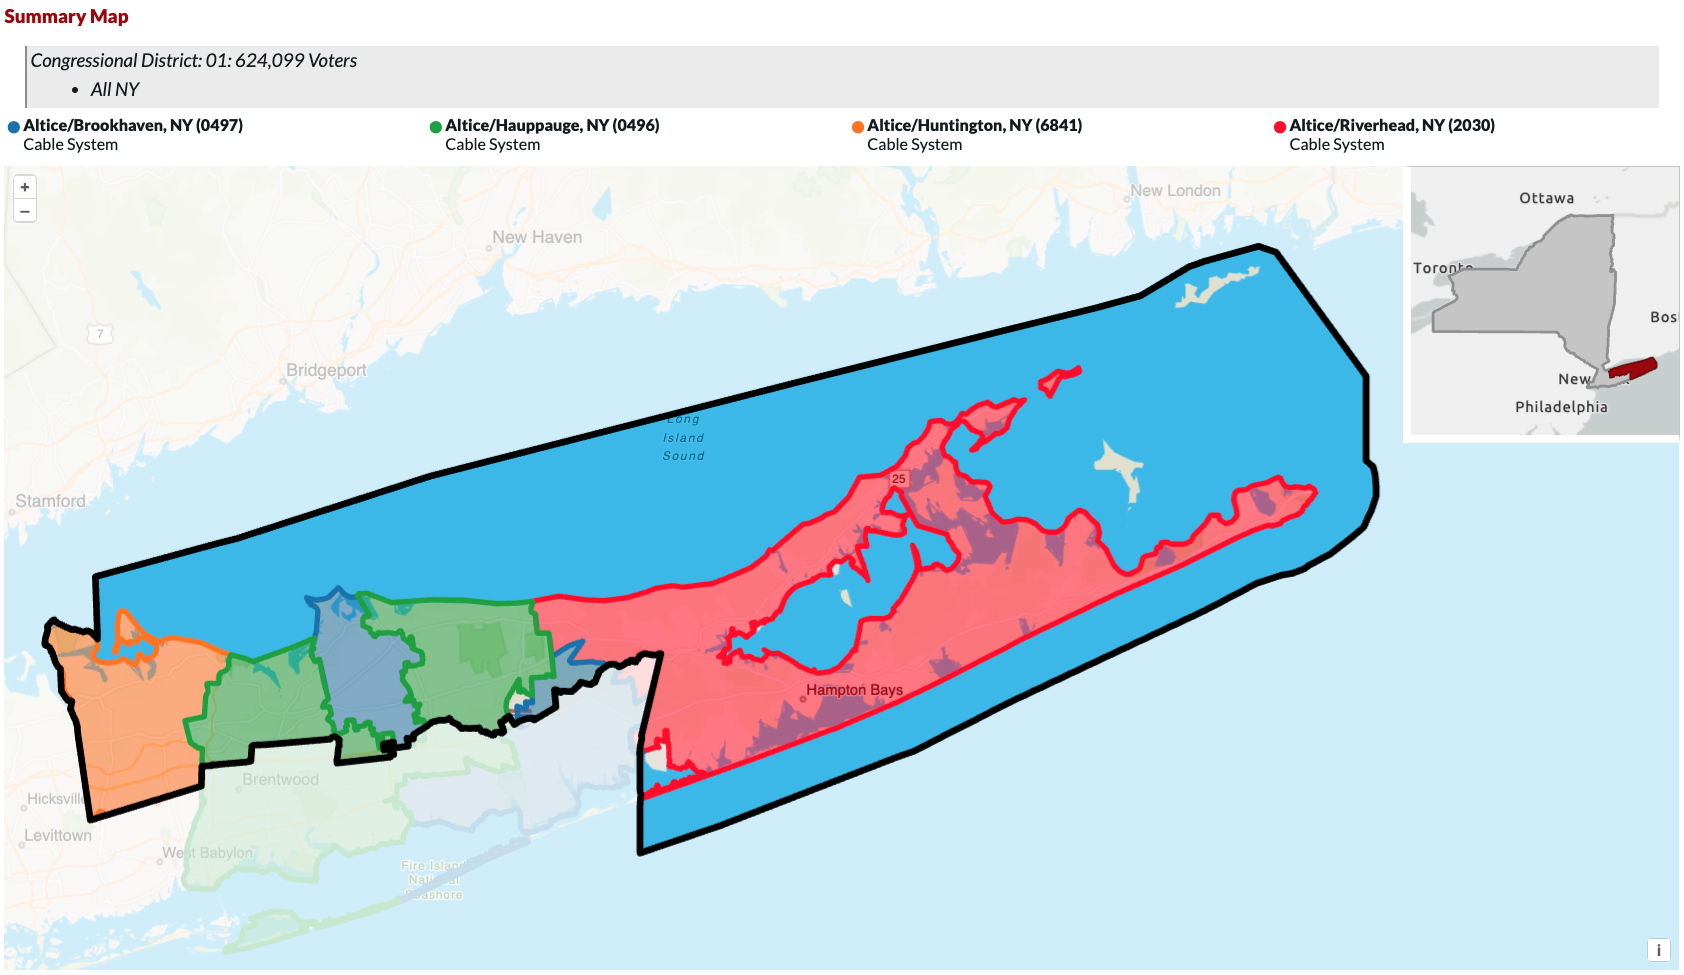 Summary Map
Congressional District: 01: 624,099 Voters
• All NY
Altice/Brookhaven, NY (0497)
Cable System
Altice/Hauppauge, NY (0496)
Cable System
Altice/Huntington, NY (6841)
Cable System
Altice/Riverhead, NY (2030)
Cable System
+
−
New London
New Haven
7
Bridgeport
Stamford
Long
Island
Sound
25
Hampton Bays
Brentwood
Hicksville
Levittown
West Babylon
Fire Island
National
Seashore
Ottawa
Toronto
Bos
New
Philadelphia
i